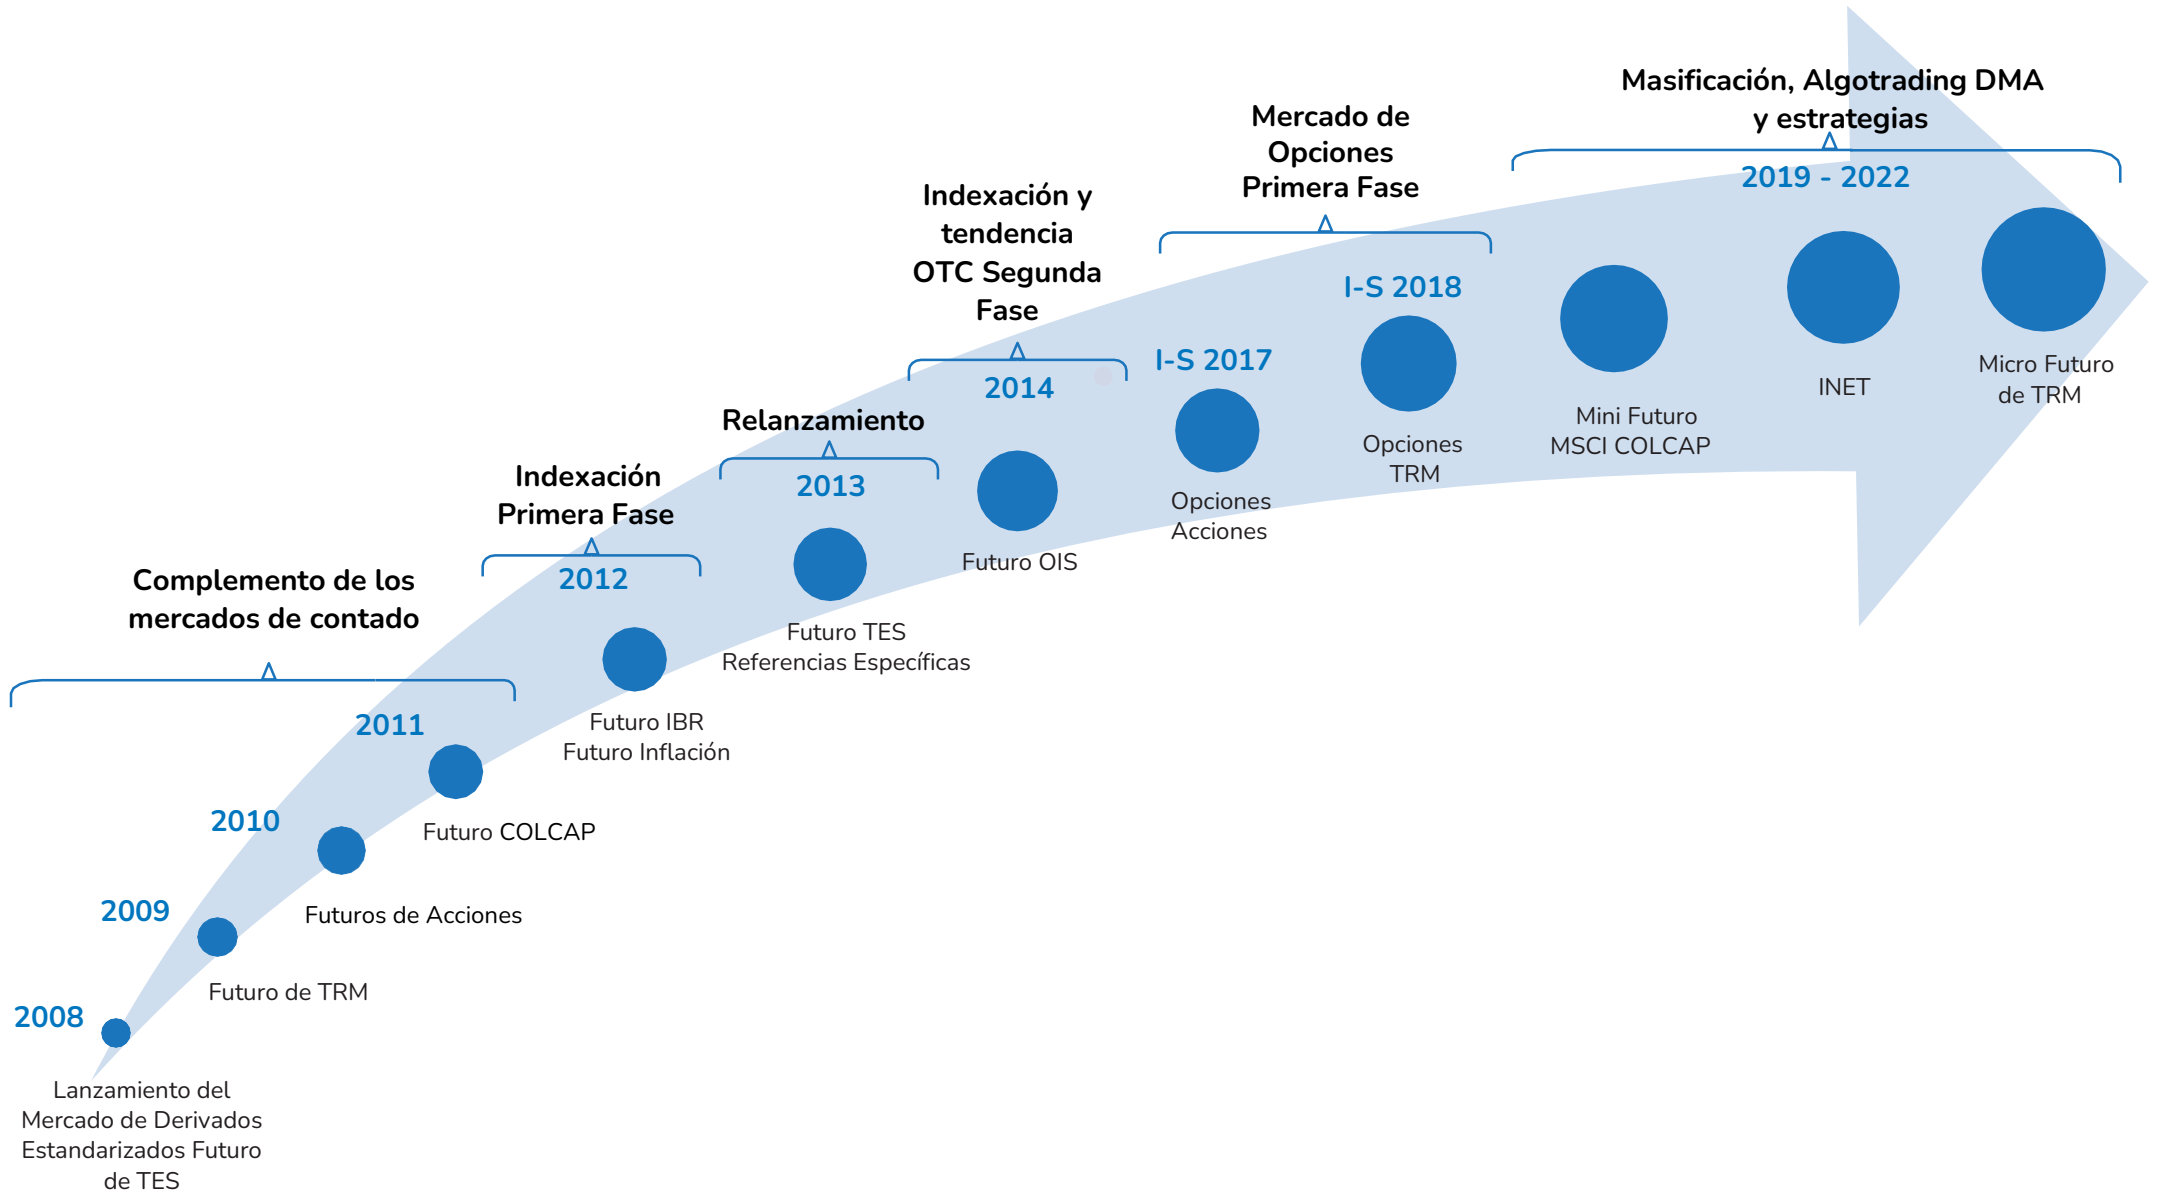 Complemento de los
mercados de contado
2008
Lanzamiento del
Mercado de Derivados
Estandarizados Futuro
de TES
2009
Futuro de TRM
2010
Futuros de Acciones
2011
Futuro COLCAP
Indexación
Primera Fase
2012
Futuro IBR
Futuro Inflación
Relanzamiento
2013
Futuro TES
Referencias Específicas
Indexación y
tendencia
OTC Segunda
Fase
2014
Futuro OIS
Mercado de
Opciones
Primera Fase
I-S 2017
Opciones
Acciones
I-S 2018
Opciones
TRM
Masificación, Algotrading DMA
y estrategias
2019 - 2022
Mini Futuro
MSCI COLCAP
INET
Micro Futuro
de TRM